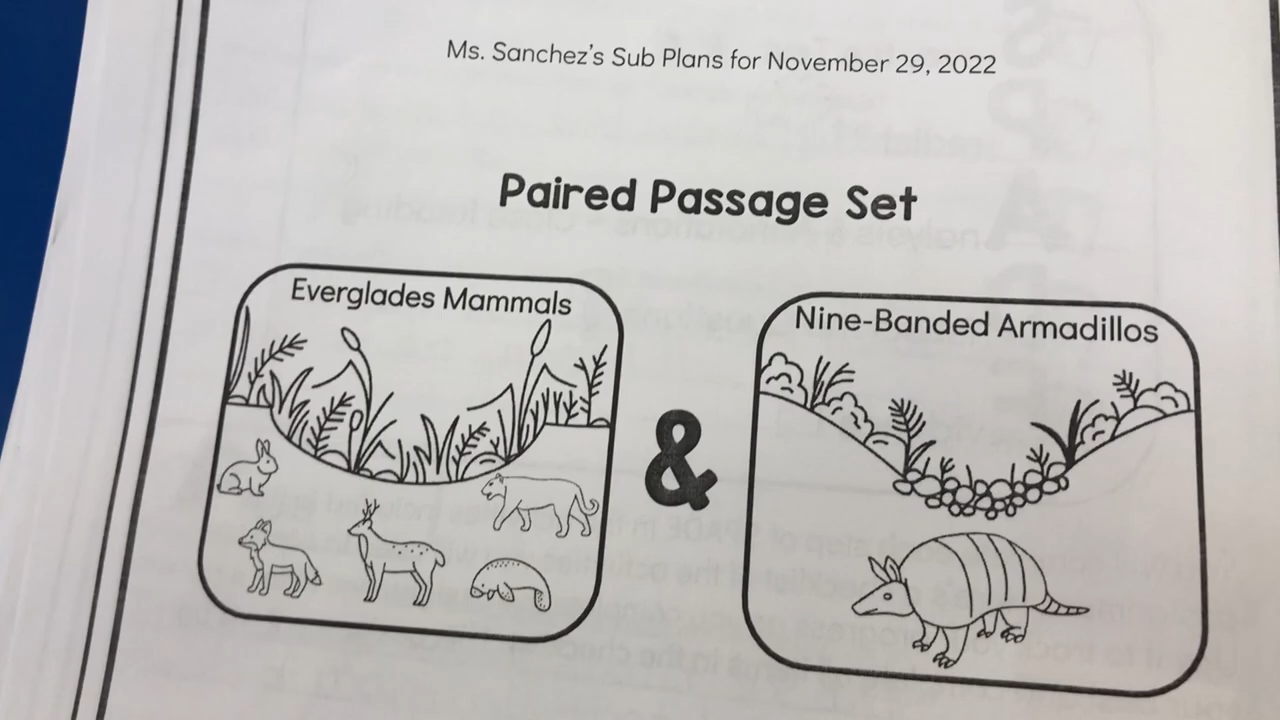 Ms. Sanchez's Sub Plans for November 29, 2022
Paired Passage Set
Everglades Mammals
&
Nine-Banded Armadillos